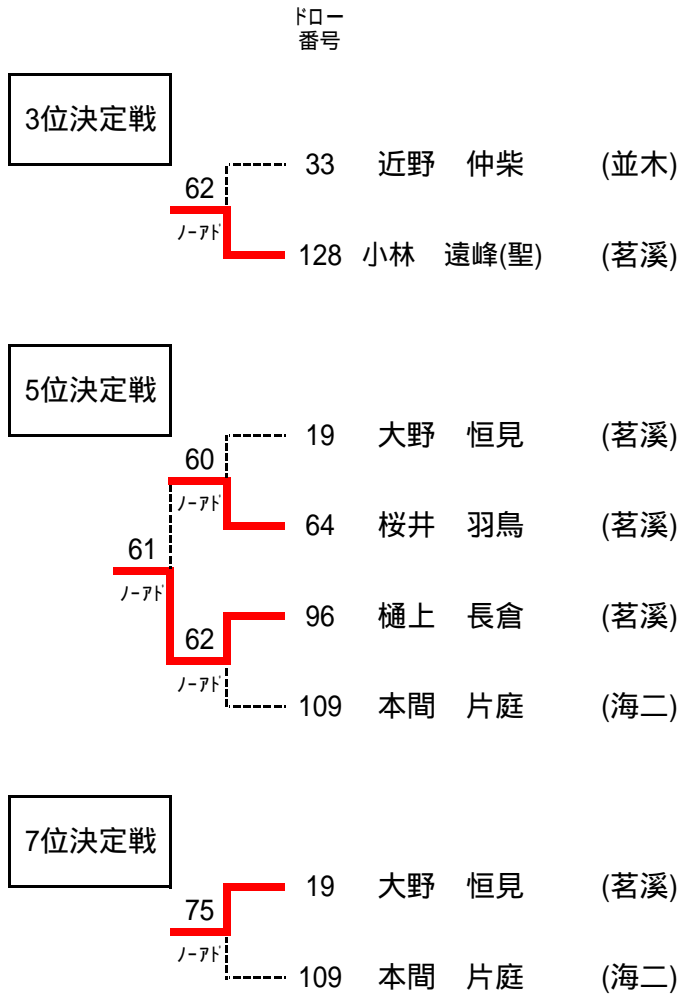 ﾄﾞﾛｰ
番号
3位決定戦
33 近野 仲柴 (並木)
62
ﾉｰｱﾄﾞ
128 小林 遠峰(聖) (茗溪)
5位決定戦
19 大野 恒見 (茗溪)
60
ﾉｰｱﾄﾞ
64 桜井 羽鳥 (茗溪)
61
ﾉｰｱﾄﾞ
96 樋上 長倉 (茗溪)
62
ﾉｰｱﾄﾞ
109 本間 片庭 (海二)
7位決定戦
19 大野 恒見 (茗溪)
75
ﾉｰｱﾄﾞ
109 本間 片庭 (海二)